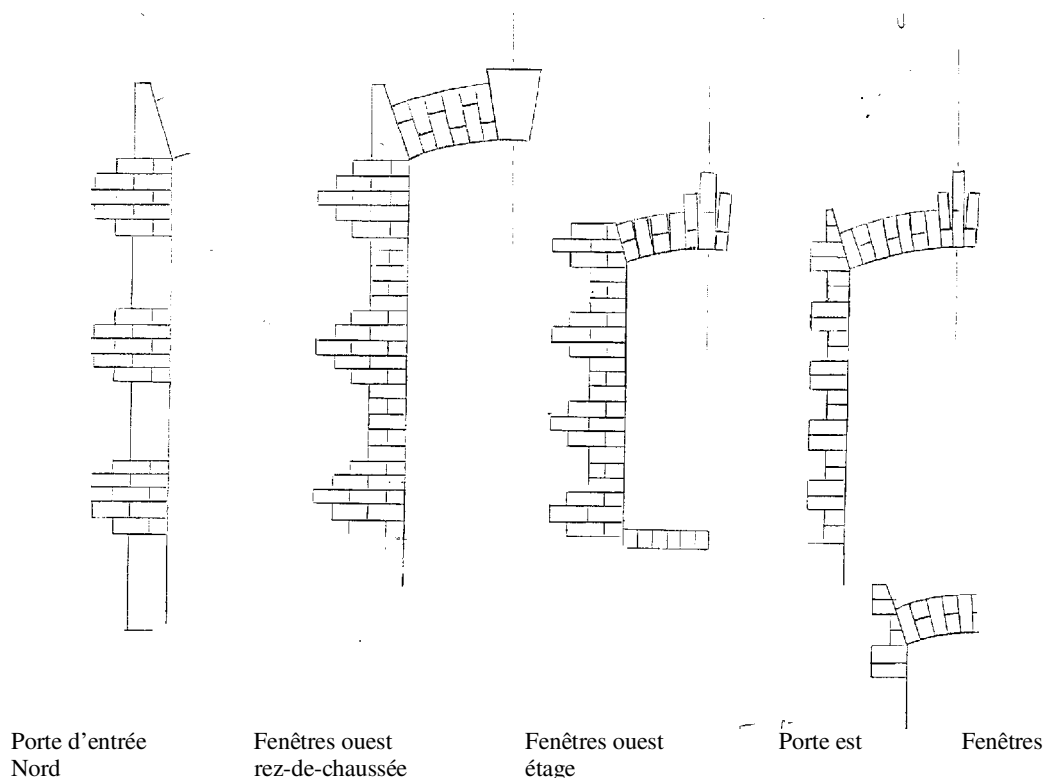 Porte d'entrée
Nord
Fenêtres ouest
rez-de-chaussée
Fenêtres ouest
étage
Porte est
Fenêtres